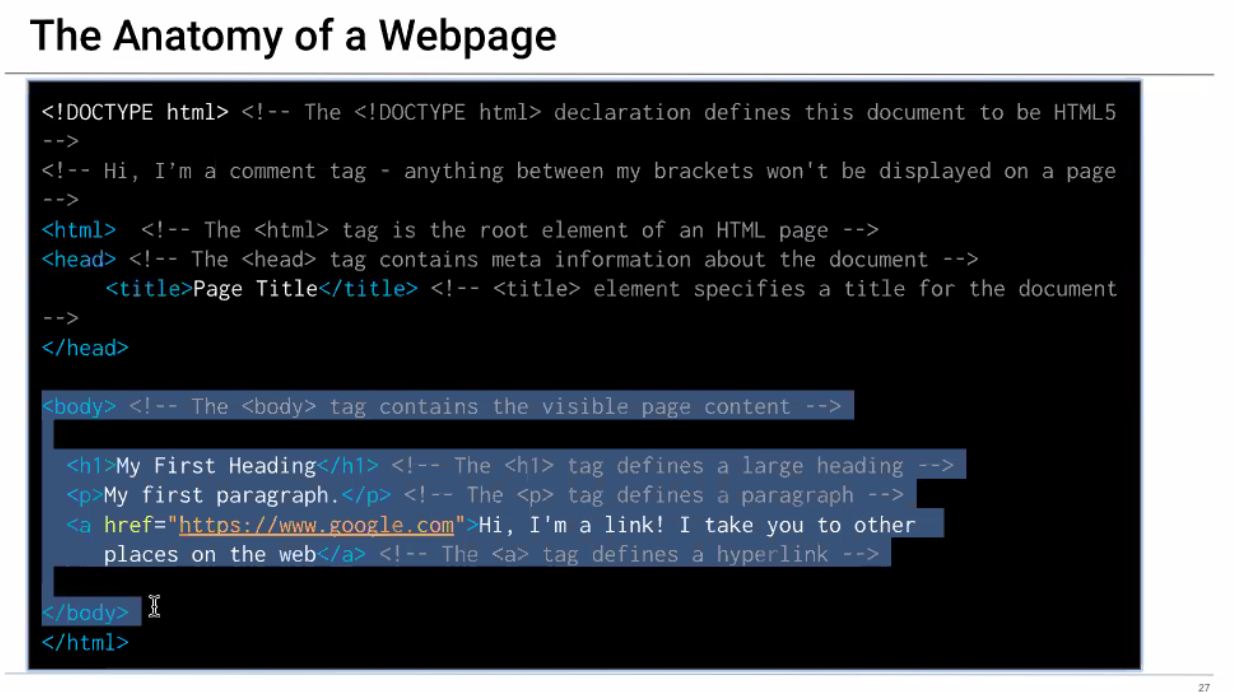 The Anatomy of a Webpage
<!DOCTYPE html> <!-- The <!DOCTYPE html> declaration defines this document to be HTML5
-->
<!-- Hi, I’m a comment tag - anything between my brackets won't be displayed on a page
-->
<html>  <!-- The <html> tag is the root element of an HTML page -->
<head> <!-- The <head> tag contains meta information about the document -->
<title>Page Title</title> <!-- <title> element specifies a title for the document
-->
</head>
<body> <!-- The <body> tag contains the visible page content -->
<h1>My First Heading</h1> <!-- The <h1> tag defines a large heading -->
<p>My first paragraph.</p> <!-- The <p> tag defines a paragraph -->
<a href="https://www.google.com">Hi, I'm a link! I take you to other
places on the web</a> <!-- The <a> tag defines a hyperlink -->
</body>
</html>
27